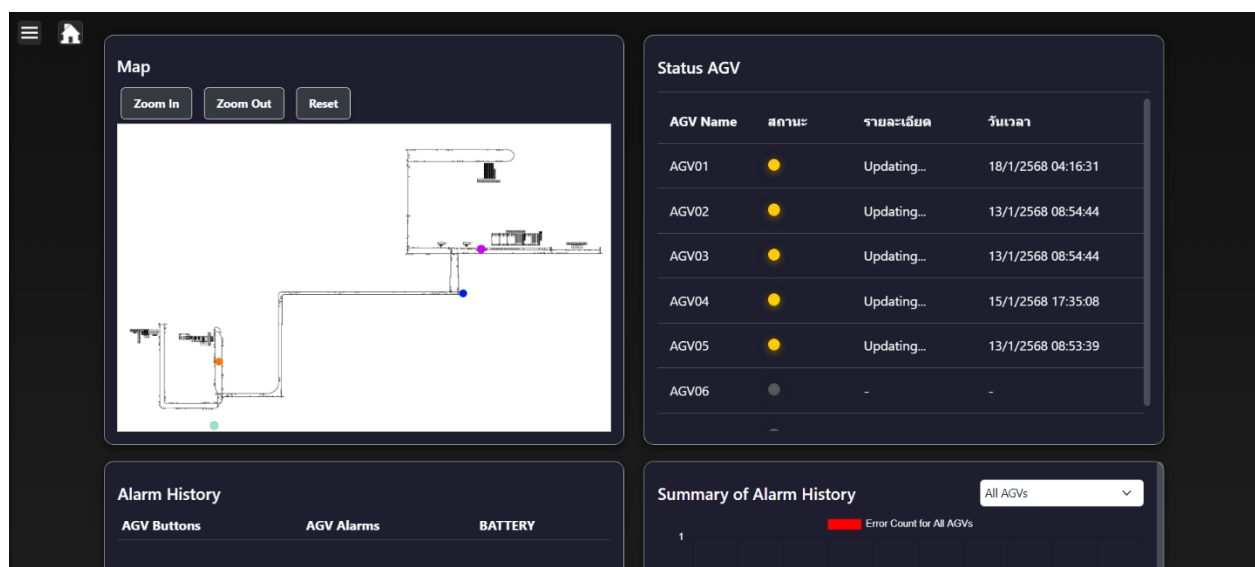 Map
Zoom In Zoom Out Reset
Status AGV
AGV Name สถานะ รายละเอียด วันเวลา
AGV01 Updating... 18/1/2568 04:16:31
AGV02 Updating... 13/1/2568 08:54:44
AGV03 Updating... 13/1/2568 08:54:44
AGV04 Updating... 15/1/2568 17:35:08
AGV05 Updating... 13/1/2568 08:53:39
AGV06 - -
Alarm History
AGV Buttons AGV Alarms BATTERY
Summary of Alarm History All AGVs
Error Count for All AGVs
1